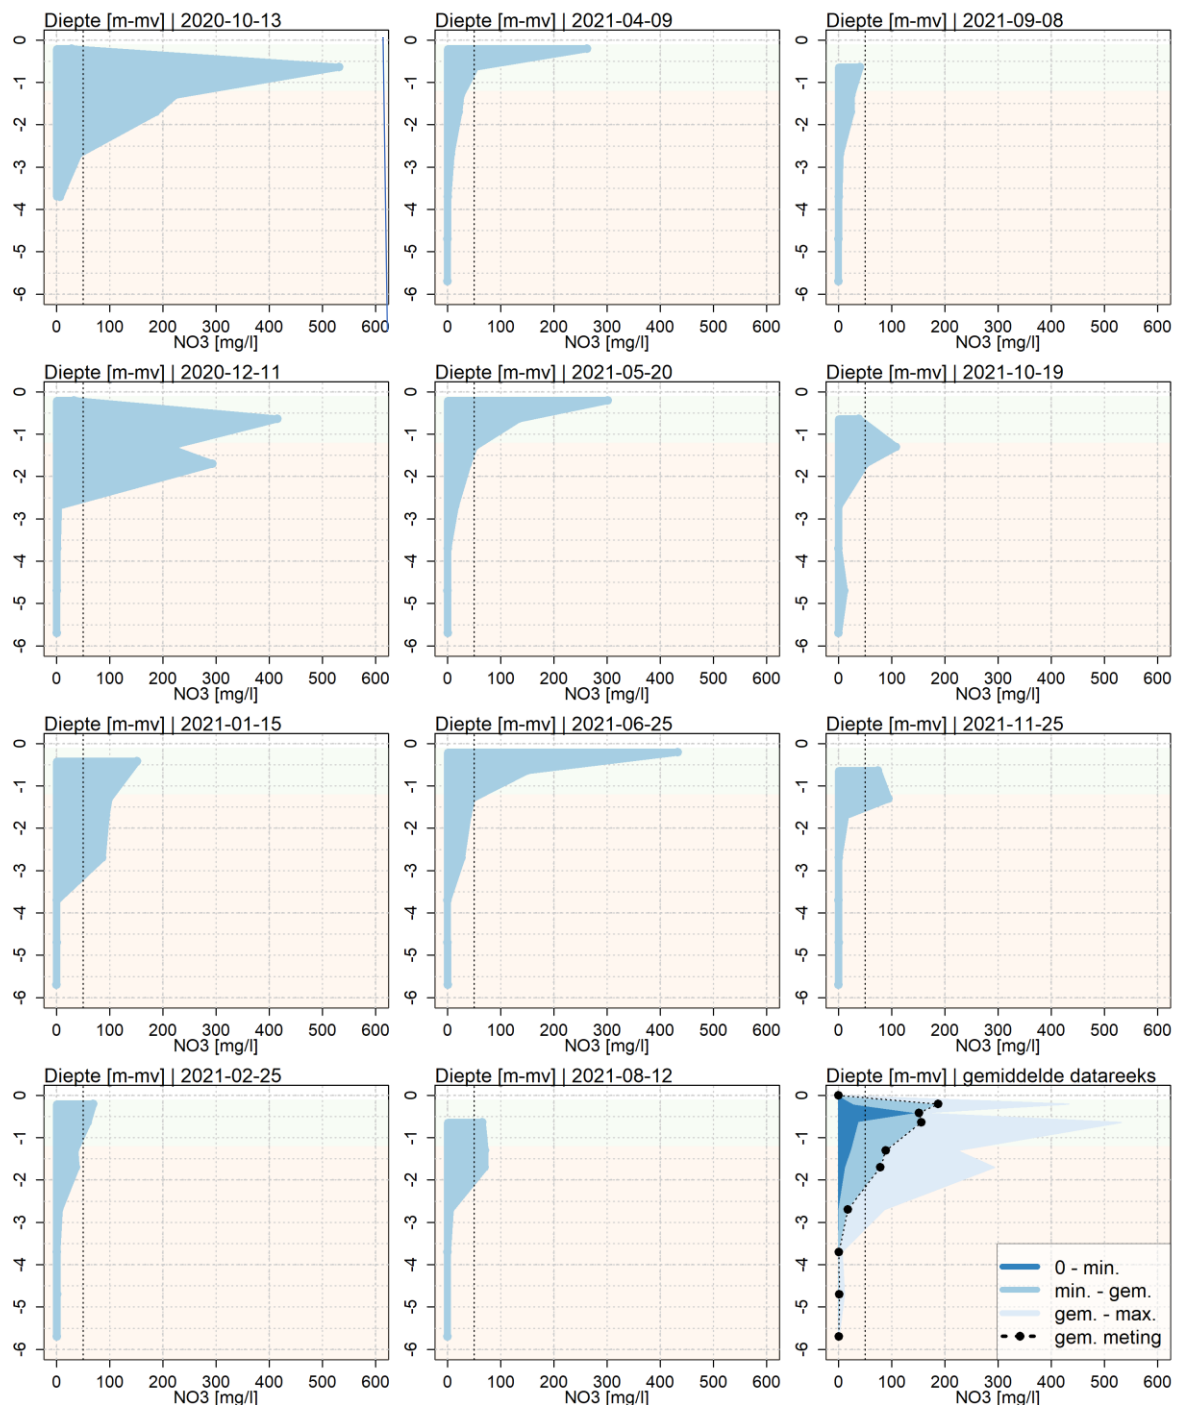 Diepte [m-mv] | 2020-10-13
0
-1
-2
-3
-4
-5
-6
0 100 200 300 400 500 600
NO3 [mg/l]
Diepte [m-mv] | 2021-04-09
0
-1
-2
-3
-4
-5
-6
0 100 200 300 400 500 600
NO3 [mg/l]
Diepte [m-mv] | 2021-09-08
0
-1
-2
-3
-4
-5
-6
0 100 200 300 400 500 600
NO3 [mg/l]
Diepte [m-mv] | 2020-12-11
0
-1
-2
-3
-4
-5
-6
0 100 200 300 400 500 600
NO3 [mg/l]
Diepte [m-mv] | 2021-05-20
0
-1
-2
-3
-4
-5
-6
0 100 200 300 400 500 600
NO3 [mg/l]
Diepte [m-mv] | 2021-10-19
0
-1
-2
-3
-4
-5
-6
0 100 200 300 400 500 600
NO3 [mg/l]
Diepte [m-mv] | 2021-01-15
0
-1
-2
-3
-4
-5
-6
0 100 200 300 400 500 600
NO3 [mg/l]
Diepte [m-mv] | 2021-06-25
0
-1
-2
-3
-4
-5
-6
0 100 200 300 400 500 600
NO3 [mg/l]
Diepte [m-mv] | 2021-11-25
0
-1
-2
-3
-4
-5
-6
0 100 200 300 400 500 600
NO3 [mg/l]
Diepte [m-mv] | 2021-02-25
0
-1
-2
-3
-4
-5
-6
0 100 200 300 400 500 600
NO3 [mg/l]
Diepte [m-mv] | 2021-08-12
0
-1
-2
-3
-4
-5
-6
0 100 200 300 400 500 600
NO3 [mg/l]
Diepte [m-mv] | gemiddelde datareeks
0
-1
-2
-3
-4
-5
-6
0 - min.
min. - gem.
gem. - max.
gem. meting
0 100 200 300 400 500 600
NO3 [mg/l]